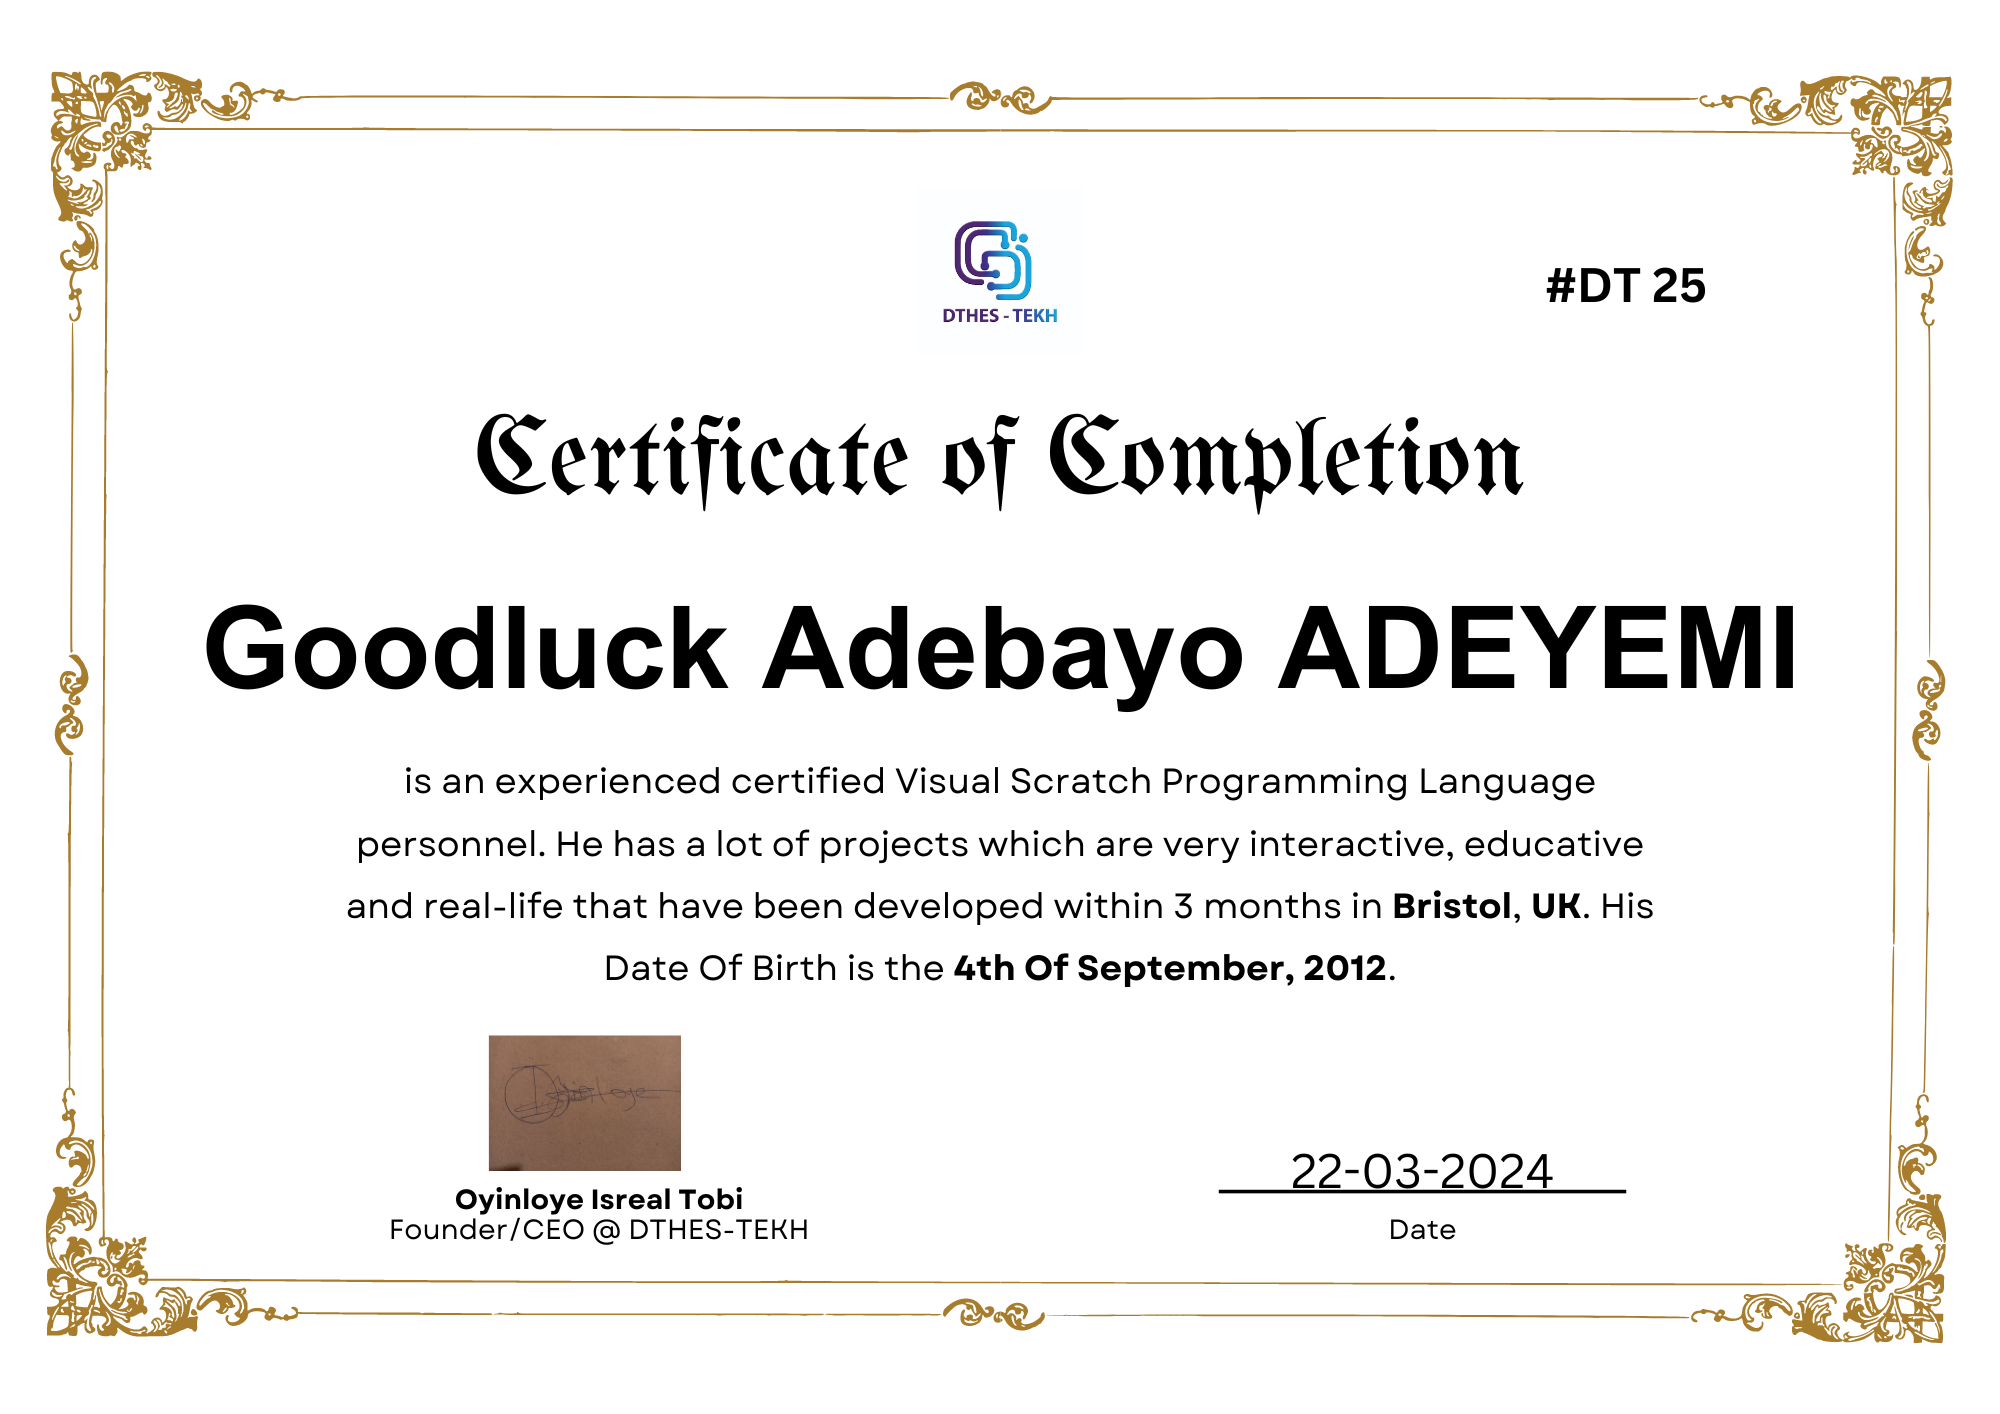 DTHES - TEKH
#DT 25
Certificate of Completion
Goodluck Adebayo ADEYEMI
is an experienced certified Visual Scratch Programming Language
personnel. He has a lot of projects which are very interactive, educative
and real-life that have been developed within 3 months in Bristol, UK. His
Date Of Birth is the 4th Of September, 2012.
Oyinloye Isreal Tobi
Founder/CEO @ DTHES-TEKH
22-03-2024
Date